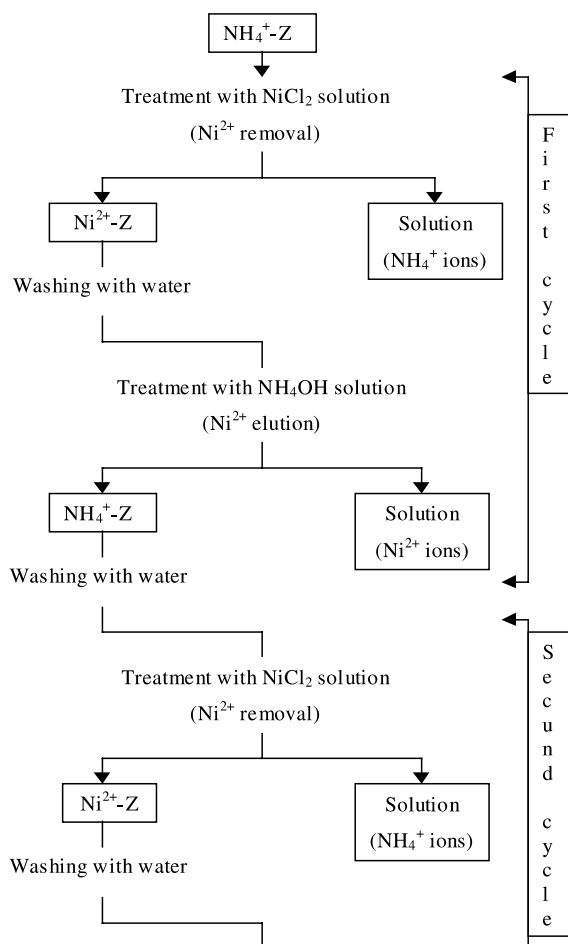 NH₄⁺-Z
Treatment with NiCl₂ solution
(Ni²⁺ removal)
Ni²⁺-Z
Solution
(NH₄⁺ ions)
Washing with water
Treatment with NH₄OH solution
(Ni²⁺ elution)
NH₄⁺-Z
Solution
(Ni²⁺ ions)
Washing with water
First cycle
Treatment with NiCl₂ solution
(Ni²⁺ removal)
Ni²⁺-Z
Solution
(NH₄⁺ ions)
Washing with water
Secund cycle